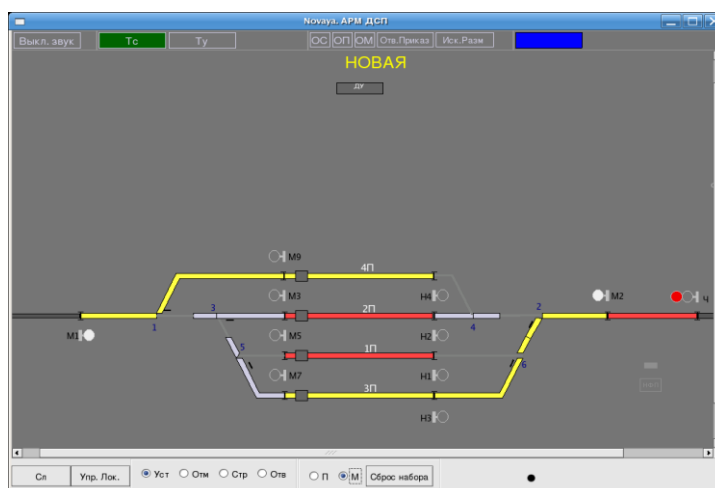 Novaya. АРМ ДСП
Выкл. звук Тс Ту ОС ОП ОМ Отв.Приказ Иск.Разм
НОВАЯ
ДУ
М9
4П
М3 Н4 М2 Ч
1 3 2П 4 2
М1 М5 Н2
5 1П 6
М7 Н1
3П
Н3
Сл Упр. Лок. Уст Отм Стр Отв П М Сброс набора